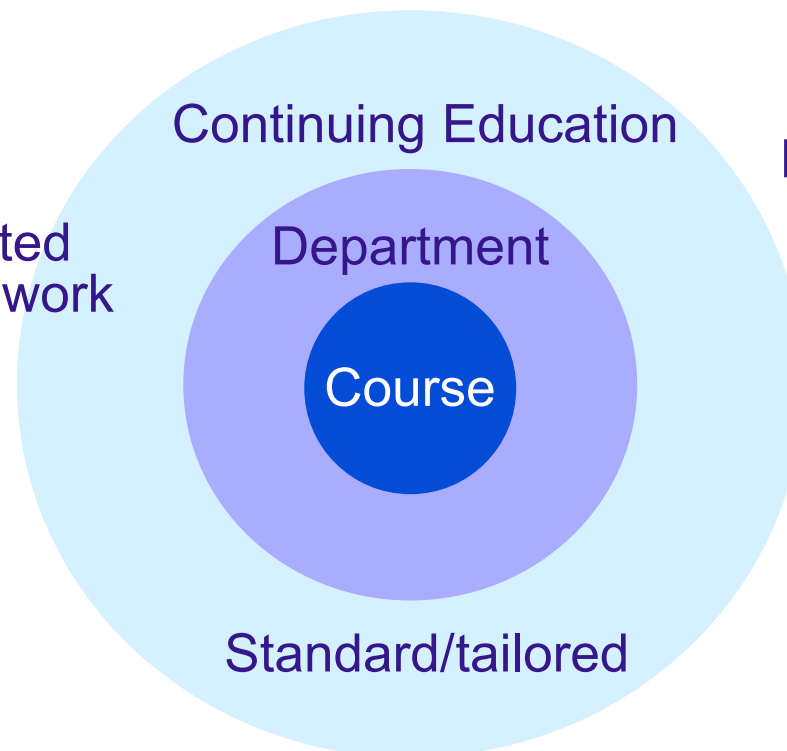 Continuing Education
ted
work
Department
Course
Standard/tailored